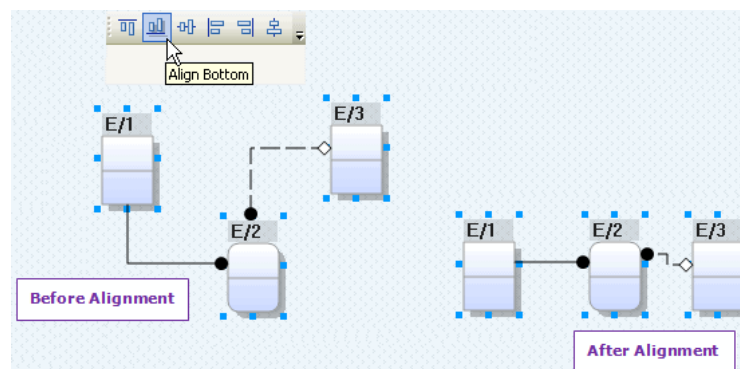 Align Bottom
E/1
E/3
E/2
Before Alignment
E/1
E/2
E/3
After Alignment